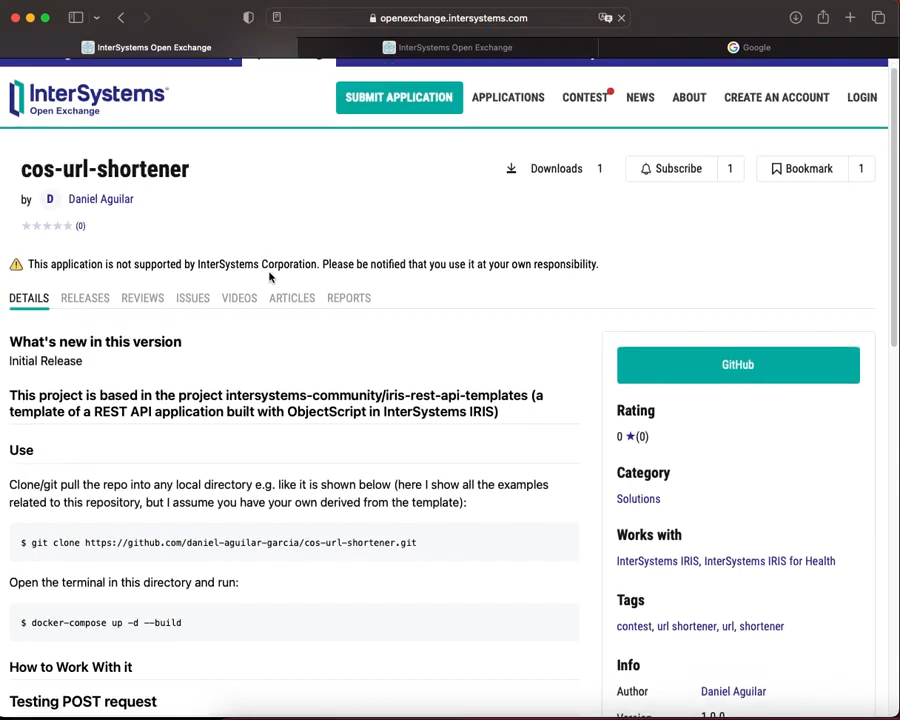 openexchange.intersystems.com
InterSystems Open Exchange
InterSystems Open Exchange
Google
InterSystems
Open Exchange
SUBMIT APPLICATION
APPLICATIONS
CONTEST
NEWS
ABOUT
CREATE AN ACCOUNT
LOGIN
cos-url-shortener
Downloads 1
Subscribe 1
Bookmark 1
by D Daniel Aguilar
(0)
This application is not supported by InterSystems Corporation. Please be notified that you use it at your own responsibility.
DETAILS RELEASES REVIEWS ISSUES VIDEOS ARTICLES REPORTS
What's new in this version
Initial Release
This project is based in the project intersystems-community/iris-rest-api-templates (a
template of a REST API application built with ObjectScript in InterSystems IRIS)
Use
Clone/git pull the repo into any local directory e.g. like it is shown below (here I show all the examples
related to this repository, but I assume you have your own derived from the template):
$ git clone https://github.com/daniel-aguilar-garcia/cos-url-shortener.git
Open the terminal in this directory and run:
$ docker-compose up -d --build
How to Work With it
Testing POST request
GitHub
Rating
0 ★(0)
Category
Solutions
Works with
InterSystems IRIS, InterSystems IRIS for Health
Tags
contest, url shortener, url, shortener
Info
Author Daniel Aguilar
Version 1.0.0